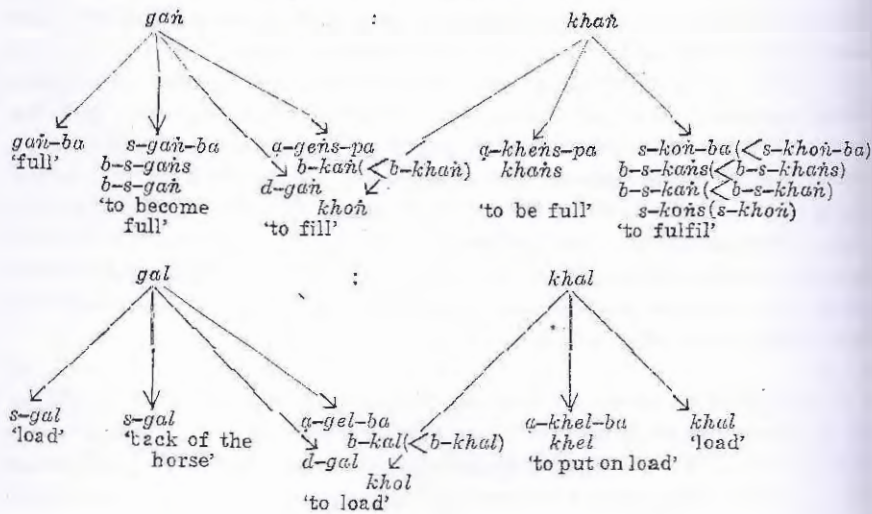 gaṅ : khaṅ
gaṅ-ba s-gaṅ-ba a̱-geṅs-pa a̱-kheṅs-pa s-koṅ-ba(<s-khoṅ-ba)
'full' b-s-gaṅs b-kaṅ(<b-khaṅ) khaṅs b-s-kaṅs(<b-s-khaṅs)
b-s-gaṅ d-gaṅ b-s-kaṅ(<b-s-khaṅ)
'to become khoṅ 'to be full' s-koṅs(s-khoṅ)
full' 'to fill' 'to fulfil'
gal : khal
s-gal s-gal a̱-gel-ba a̱-khel-ba khal
'load' 'back of the b-kal(<b-khal) khel 'load'
horse' d-gal 'to put on load'
khol
'to load'